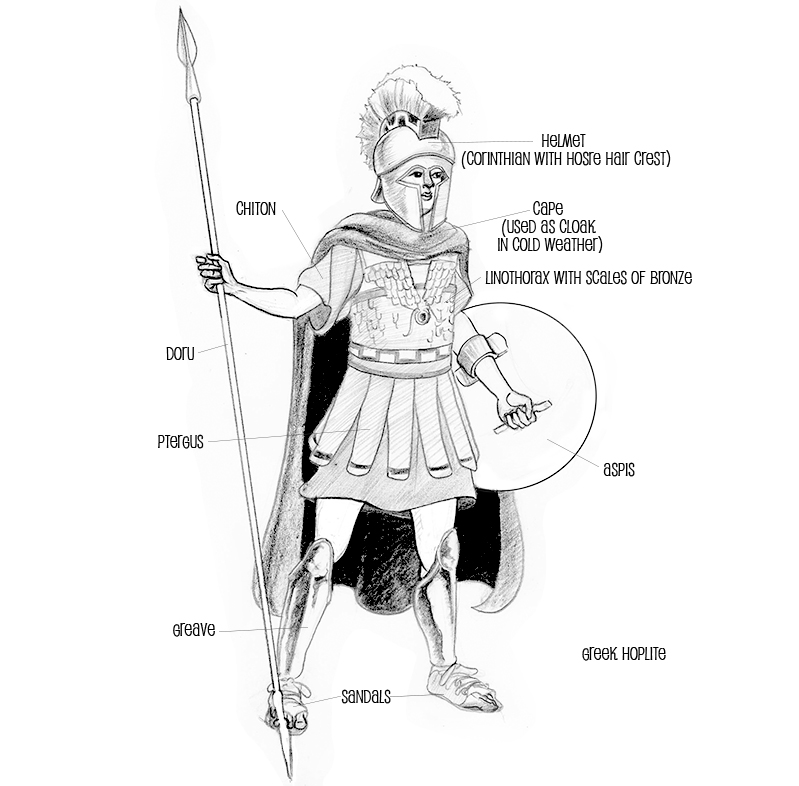 Helmet
(Corinthian with Hosre Hair Crest)
Chiton
Cape
(used as cloak
in cold weather)
Linothorax with scales of Bronze
Doru
Ptergus
aspis
Greave
Greek Hoplite
Sandals